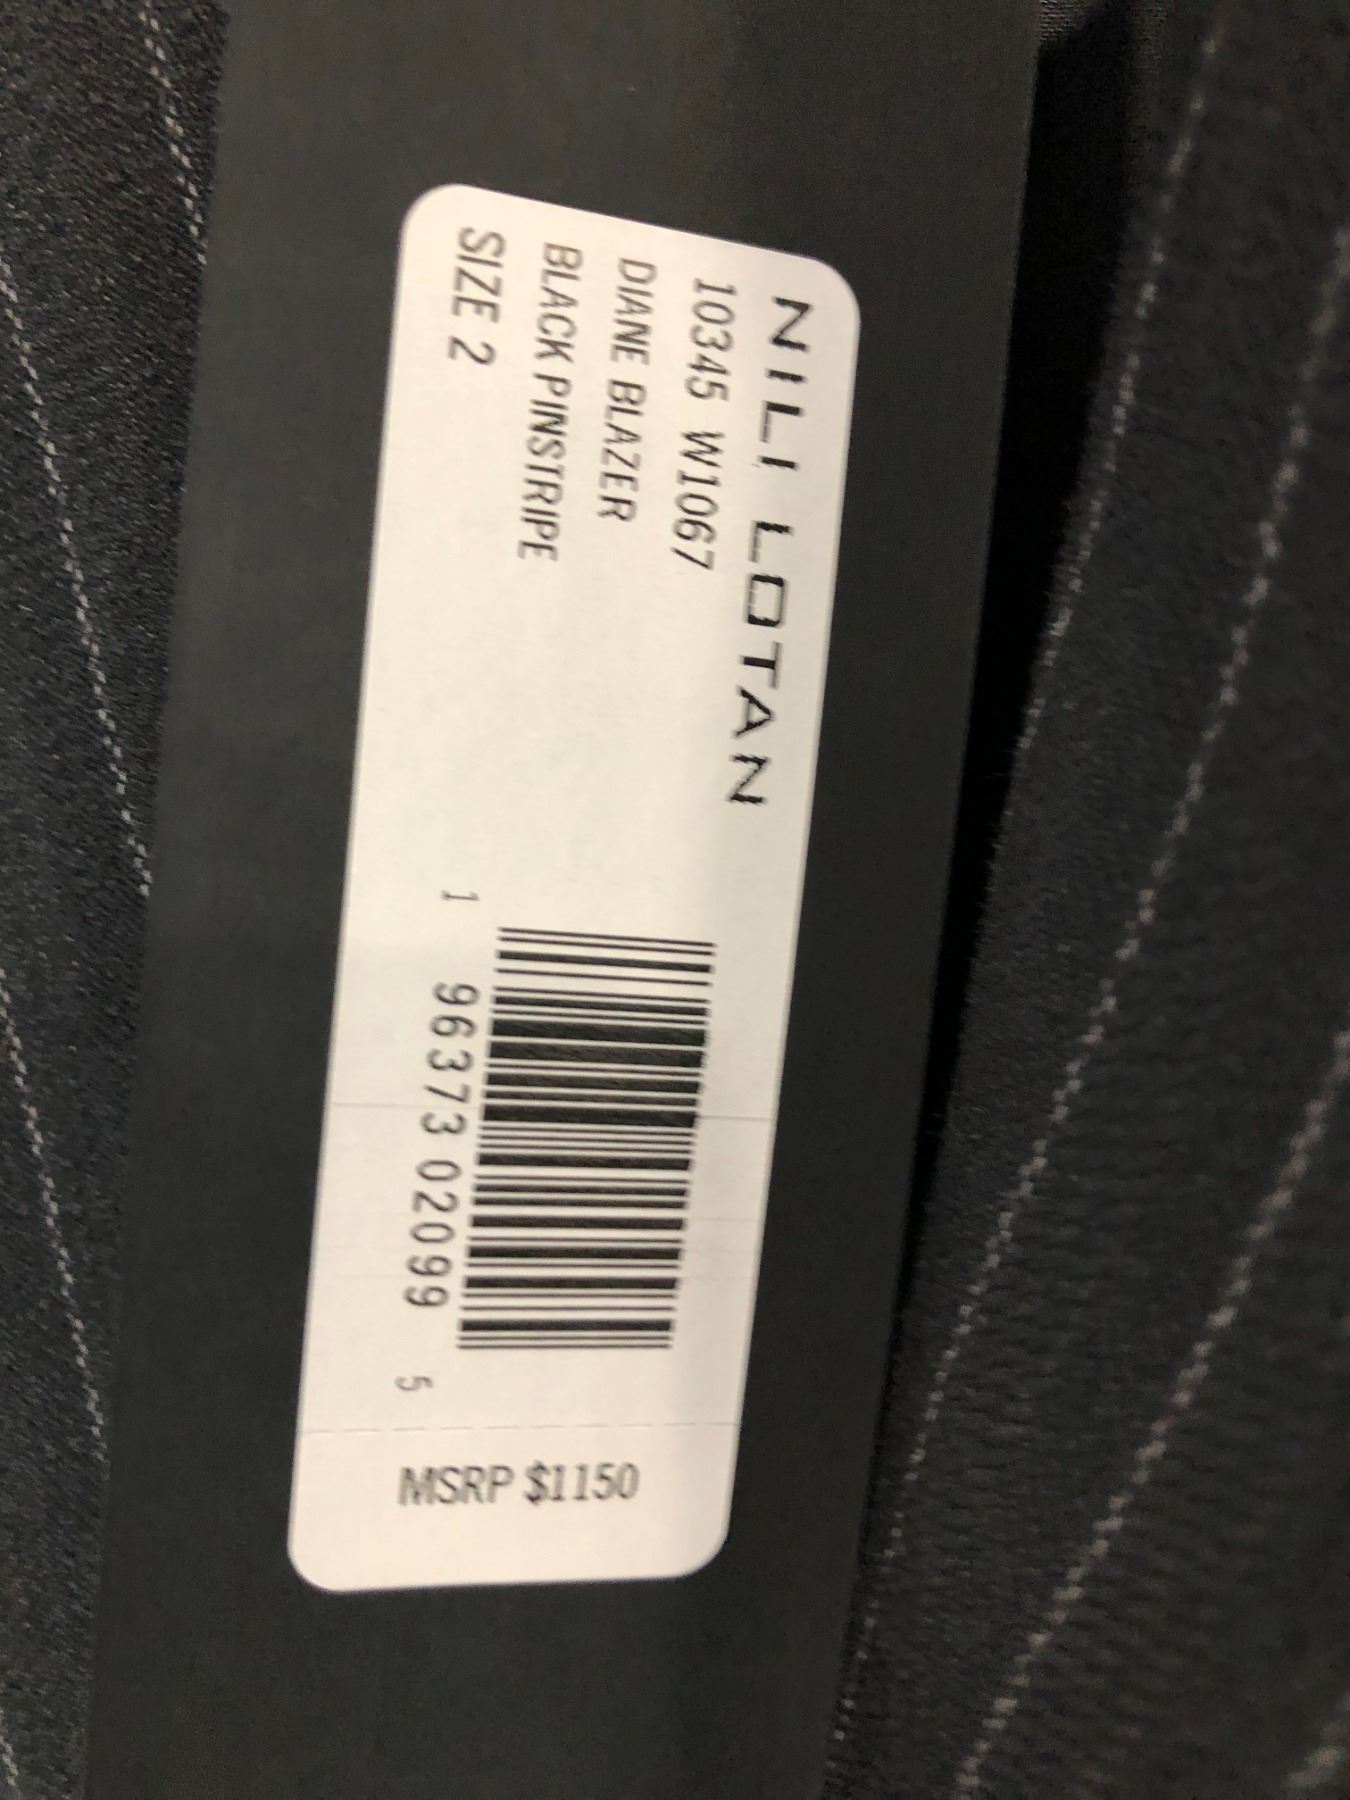 NILI LOTAN
10345 W1067
DIANE BLAZER
BLACK PINSTRIPE
SIZE 2
1 96373 02099 5
MSRP $1150